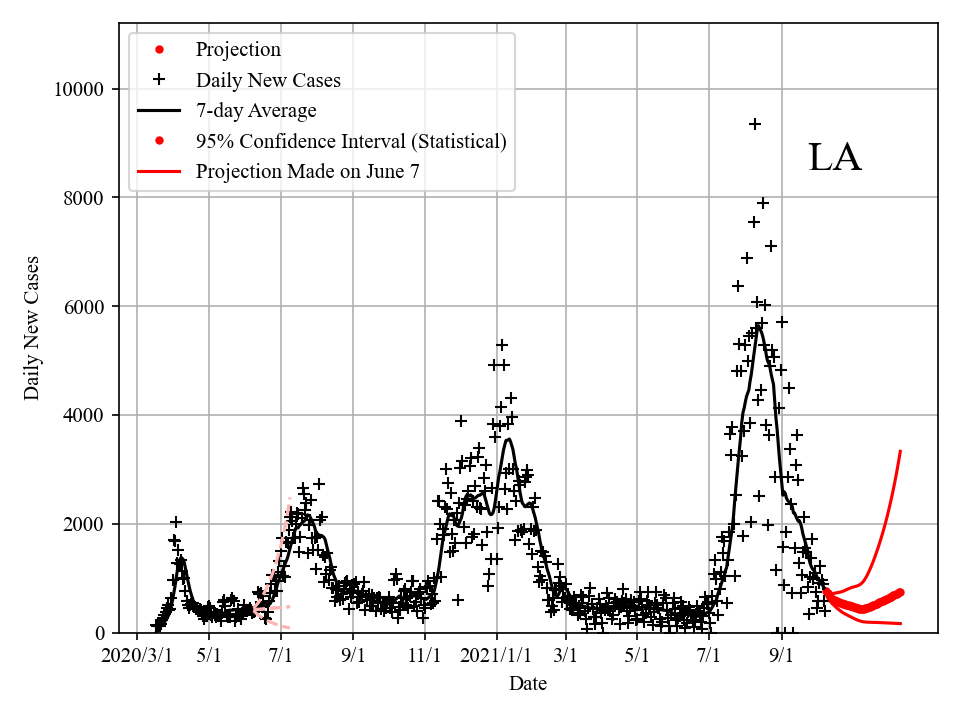 Projection
Daily New Cases
7-day Average
95% Confidence Interval (Statistical)
Projection Made on June 7
LA
10000
8000
6000
4000
2000
0
Daily New Cases
2020/3/1 5/1 7/1 9/1 11/1 2021/1/1 3/1 5/1 7/1 9/1
Date